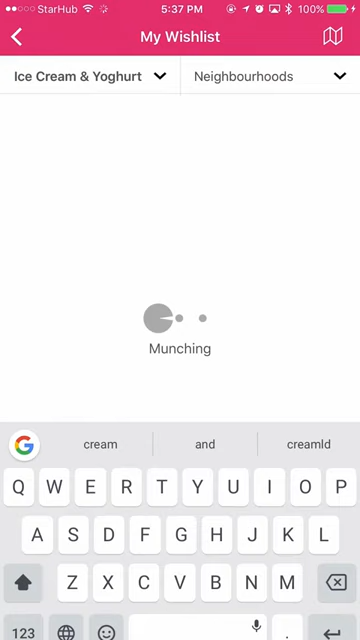 StarHub 5:37 PM 100%
My Wishlist
Ice Cream & Yoghurt Neighbourhoods
Munching
G cream and creamld
Q W E R T Y U I O P
A S D F G H J K L
Z X C V B N M
123 .